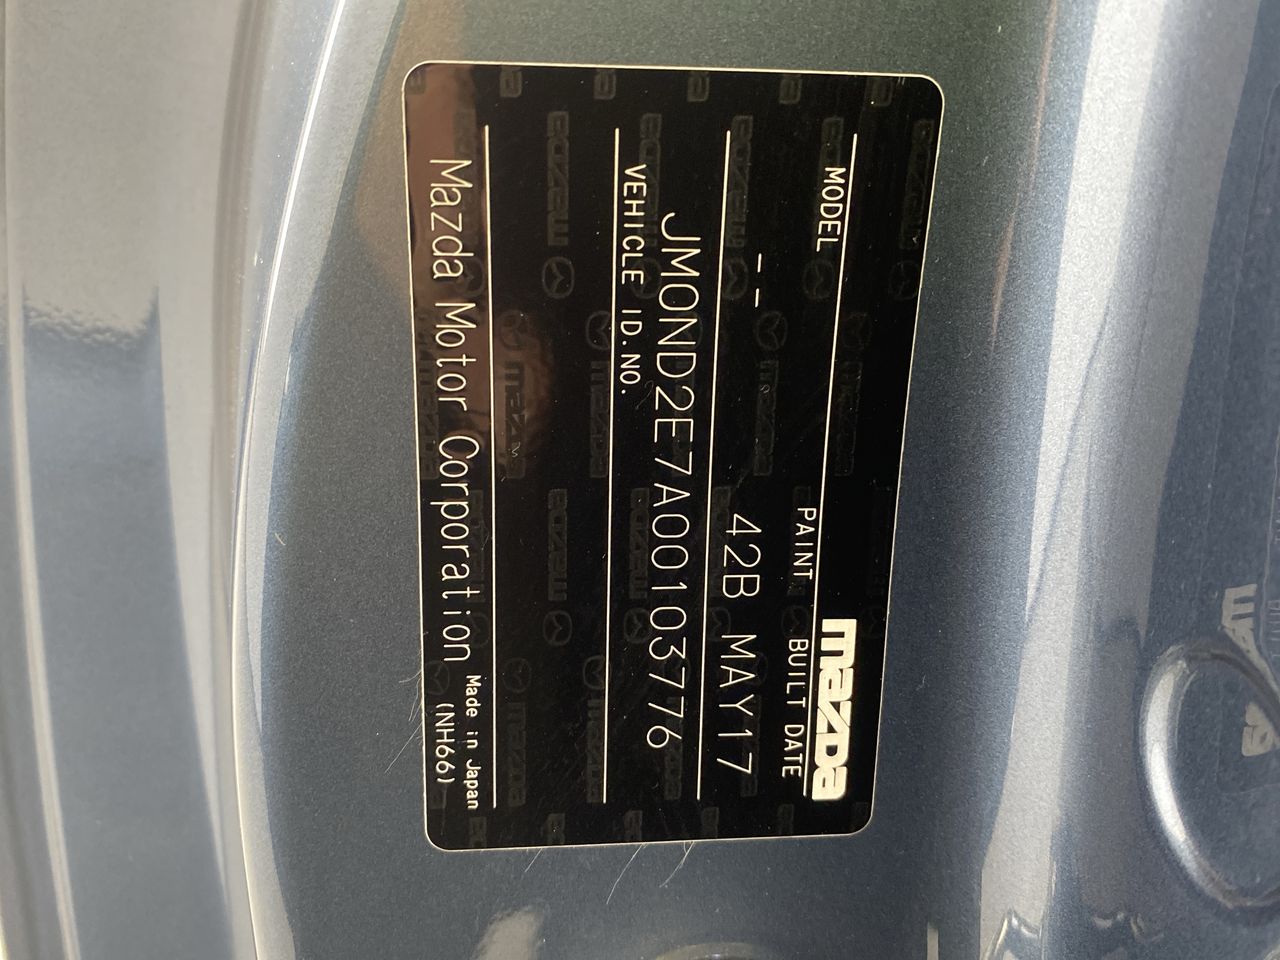 mazda
MODEL PAINT BUILT DATE
-- 42B MAY17
JM0ND2E7A00103776
VEHICLE ID.NO.
Made in Japan
Mazda Motor Corporation (NH66)